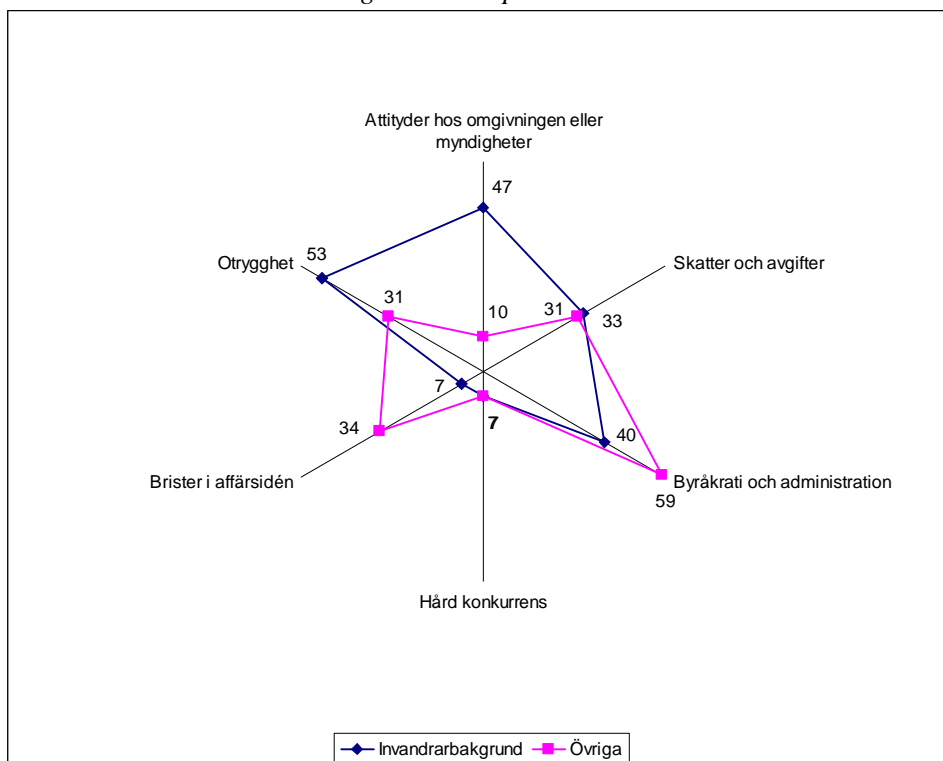 Attityder hos omgivningen eller
myndigheter
47
53
Otrygghet
Skatter och avgifter
31
10
31
33
7
34
7
40
Brister i affärsidén
Byråkrati och administration
59
Hård konkurrens
Invandrarbakgrund Övriga